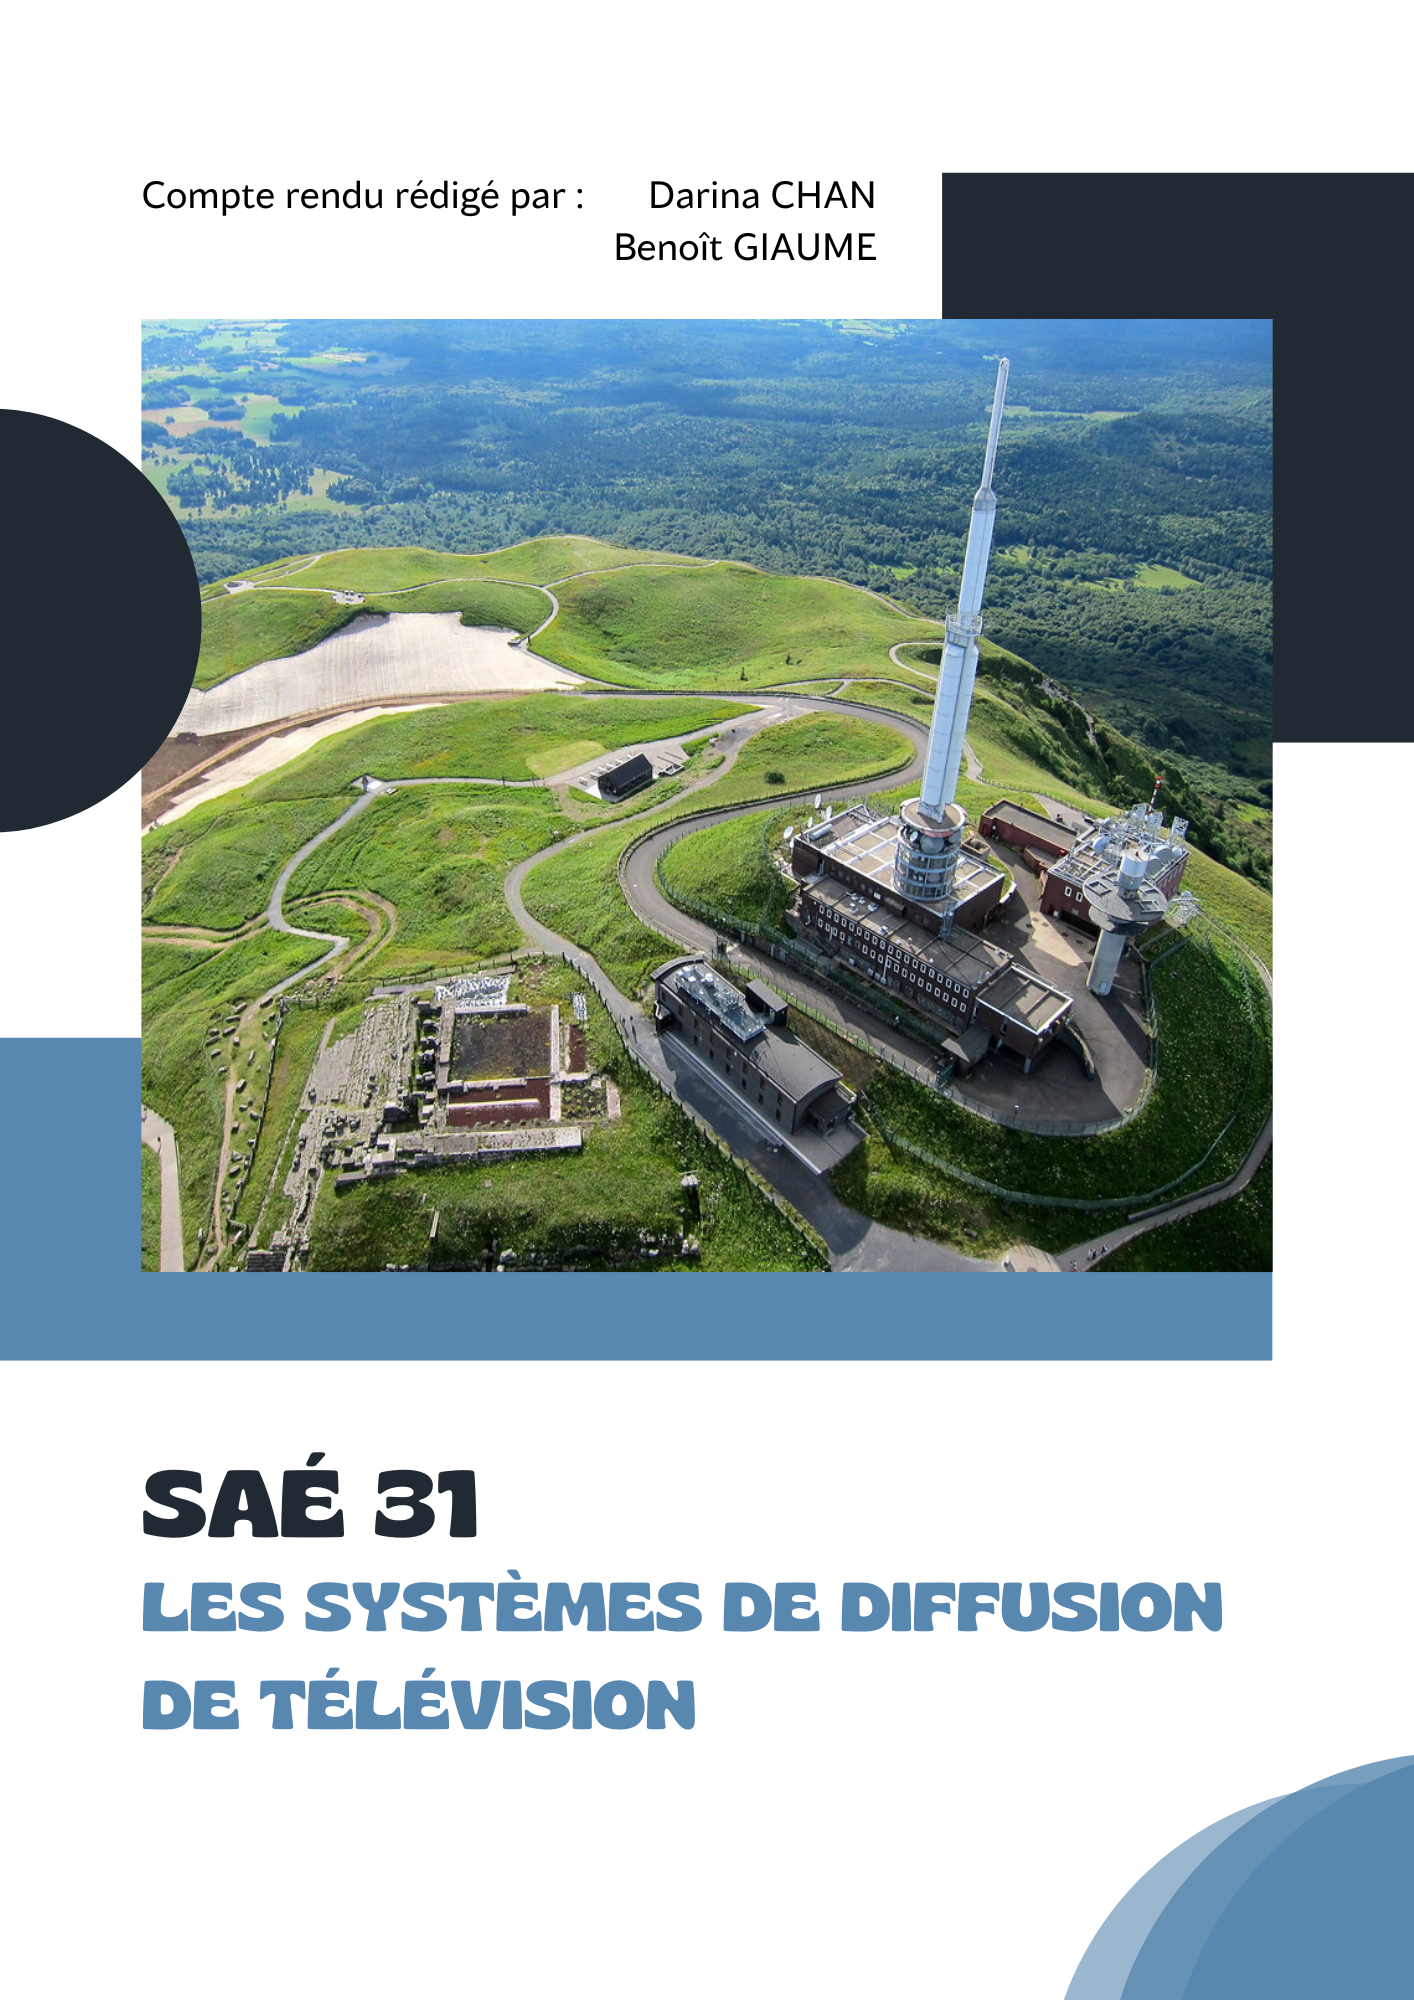 Compte rendu rédigé par : Darina CHAN
Benoît GIAUME
SAÉ 31
LES SYSTÈMES DE DIFFUSION
DE TÉLÉVISION